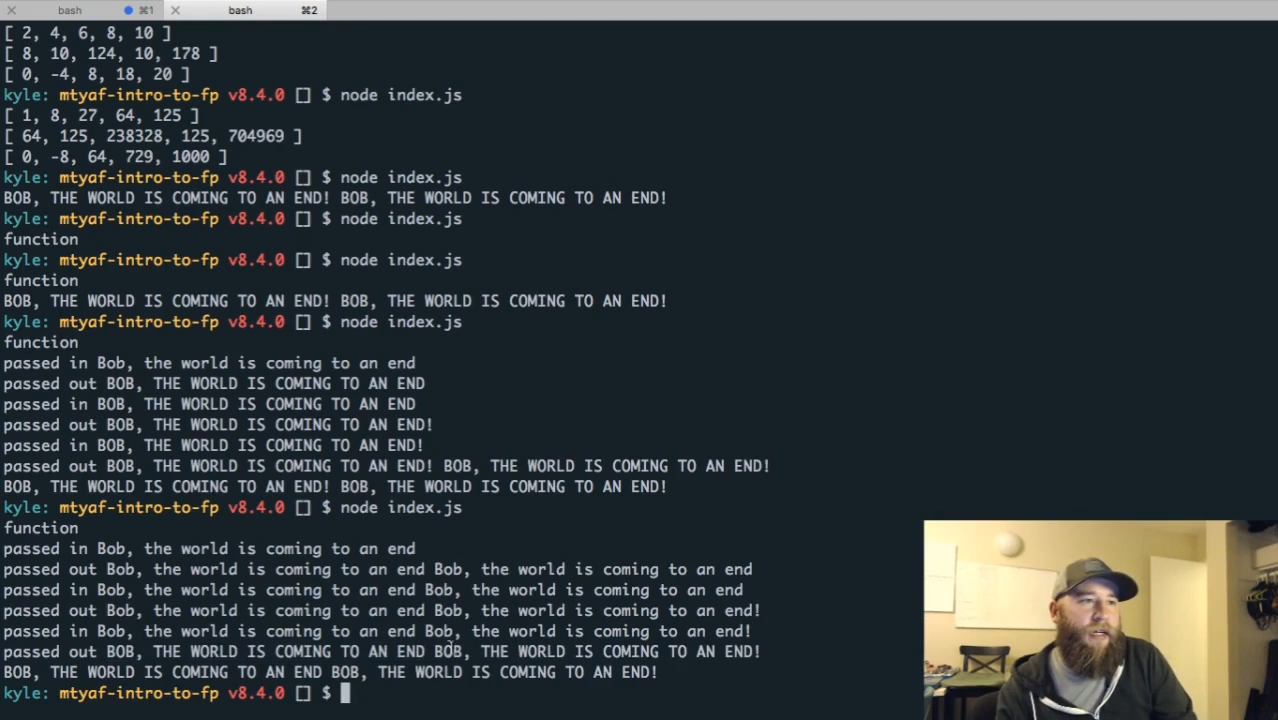 bash ⌘1 bash ⌘2
[ 2, 4, 6, 8, 10 ]
[ 8, 10, 124, 10, 178 ]
[ 0, -4, 8, 18, 20 ]
kyle: mtyaf-intro-to-fp v8.4.0 [] $ node index.js
[ 1, 8, 27, 64, 125 ]
[ 64, 125, 238328, 125, 704969 ]
[ 0, -8, 64, 729, 1000 ]
kyle: mtyaf-intro-to-fp v8.4.0 [] $ node index.js
BOB, THE WORLD IS COMING TO AN END! BOB, THE WORLD IS COMING TO AN END!
kyle: mtyaf-intro-to-fp v8.4.0 [] $ node index.js
function
kyle: mtyaf-intro-to-fp v8.4.0 [] $ node index.js
function
BOB, THE WORLD IS COMING TO AN END! BOB, THE WORLD IS COMING TO AN END!
kyle: mtyaf-intro-to-fp v8.4.0 [] $ node index.js
function
passed in Bob, the world is coming to an end
passed out BOB, THE WORLD IS COMING TO AN END
passed in BOB, THE WORLD IS COMING TO AN END
passed out BOB, THE WORLD IS COMING TO AN END!
passed in BOB, THE WORLD IS COMING TO AN END!
passed out BOB, THE WORLD IS COMING TO AN END! BOB, THE WORLD IS COMING TO AN END!
BOB, THE WORLD IS COMING TO AN END! BOB, THE WORLD IS COMING TO AN END!
kyle: mtyaf-intro-to-fp v8.4.0 [] $ node index.js
function
passed in Bob, the world is coming to an end
passed out Bob, the world is coming to an end Bob, the world is coming to an end
passed in Bob, the world is coming to an end Bob, the world is coming to an end
passed out Bob, the world is coming to an end Bob, the world is coming to an end!
passed in Bob, the world is coming to an end Bob, the world is coming to an end!
passed out BOB, THE WORLD IS COMING TO AN END BOB, THE WORLD IS COMING TO AN END!
BOB, THE WORLD IS COMING TO AN END BOB, THE WORLD IS COMING TO AN END!
kyle: mtyaf-intro-to-fp v8.4.0 [] $